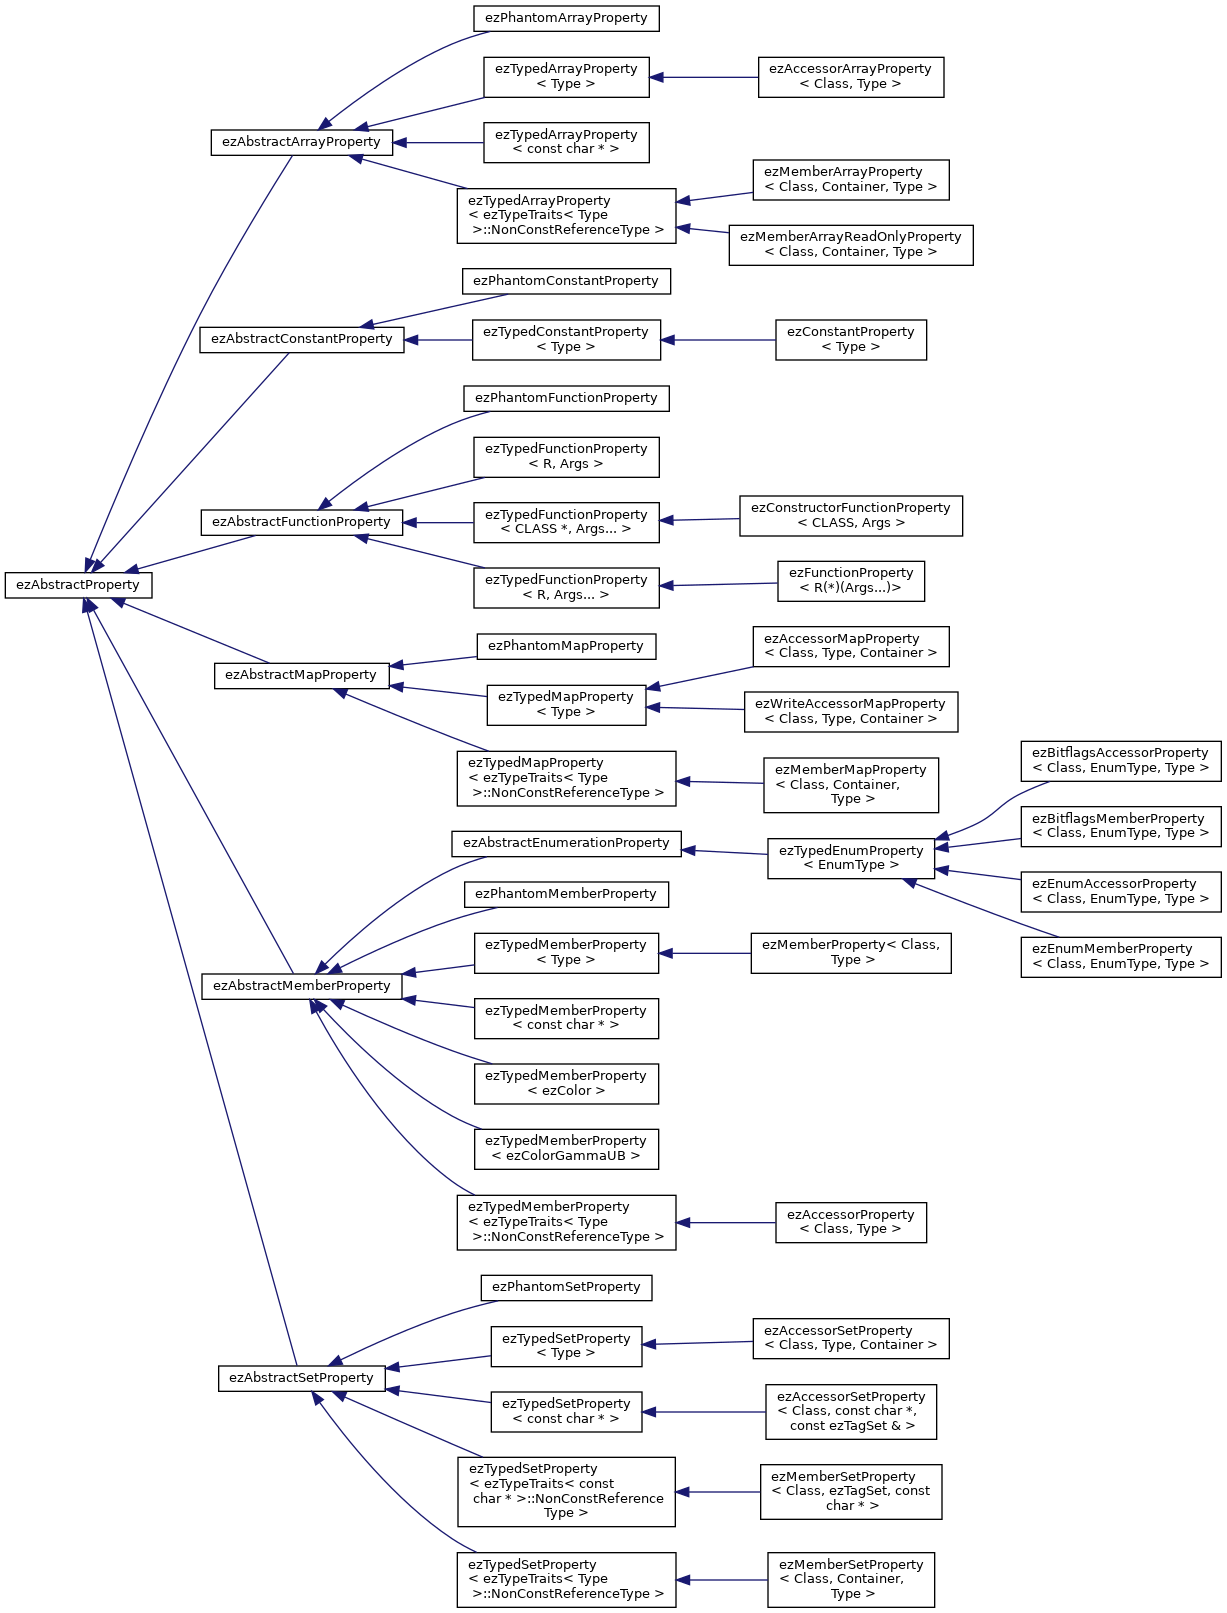 ezPhantomArrayProperty
ezTypedArrayProperty
< Type >
ezAccessorArrayProperty
< Class, Type >
ezAbstractArrayProperty
ezTypedArrayProperty
< const char * >
ezTypedArrayProperty
< ezTypeTraits< Type
>::NonConstReferenceType >
ezMemberArrayProperty
< Class, Container, Type >
ezMemberArrayReadOnlyProperty
< Class, Container, Type >
ezPhantomConstantProperty
ezAbstractConstantProperty
ezTypedConstantProperty
< Type >
ezConstantProperty
< Type >
ezPhantomFunctionProperty
ezTypedFunctionProperty
< R, Args >
ezAbstractFunctionProperty
ezTypedFunctionProperty
< CLASS *, Args... >
ezConstructorFunctionProperty
< CLASS, Args >
ezTypedFunctionProperty
< R, Args... >
ezFunctionProperty
< R(*)(Args...)>
ezAbstractProperty
ezPhantomMapProperty
ezAbstractMapProperty
ezTypedMapProperty
< Type >
ezAccessorMapProperty
< Class, Type, Container >
ezWriteAccessorMapProperty
< Class, Type, Container >
ezTypedMapProperty
< ezTypeTraits< Type
>::NonConstReferenceType >
ezMemberMapProperty
< Class, Container,
Type >
ezAbstractEnumerationProperty
ezTypedEnumProperty
< EnumType >
ezBitflagsAccessorProperty
< Class, EnumType, Type >
ezBitflagsMemberProperty
< Class, EnumType, Type >
ezEnumAccessorProperty
< Class, EnumType, Type >
ezEnumMemberProperty
< Class, EnumType, Type >
ezPhantomMemberProperty
ezTypedMemberProperty
< Type >
ezMemberProperty< Class,
Type >
ezAbstractMemberProperty
ezTypedMemberProperty
< const char * >
ezTypedMemberProperty
< ezColor >
ezTypedMemberProperty
< ezColorGammaUB >
ezTypedMemberProperty
< ezTypeTraits< Type
>::NonConstReferenceType >
ezAccessorProperty
< Class, Type >
ezPhantomSetProperty
ezTypedSetProperty
< Type >
ezAccessorSetProperty
< Class, Type, Container >
ezAbstractSetProperty
ezTypedSetProperty
< const char * >
ezAccessorSetProperty
< Class, const char *,
const ezTagSet & >
ezTypedSetProperty
< ezTypeTraits< const
char * >::NonConstReference
Type >
ezMemberSetProperty
< Class, ezTagSet, const
char * >
ezTypedSetProperty
< ezTypeTraits< Type
>::NonConstReferenceType >
ezMemberSetProperty
< Class, Container,
Type >